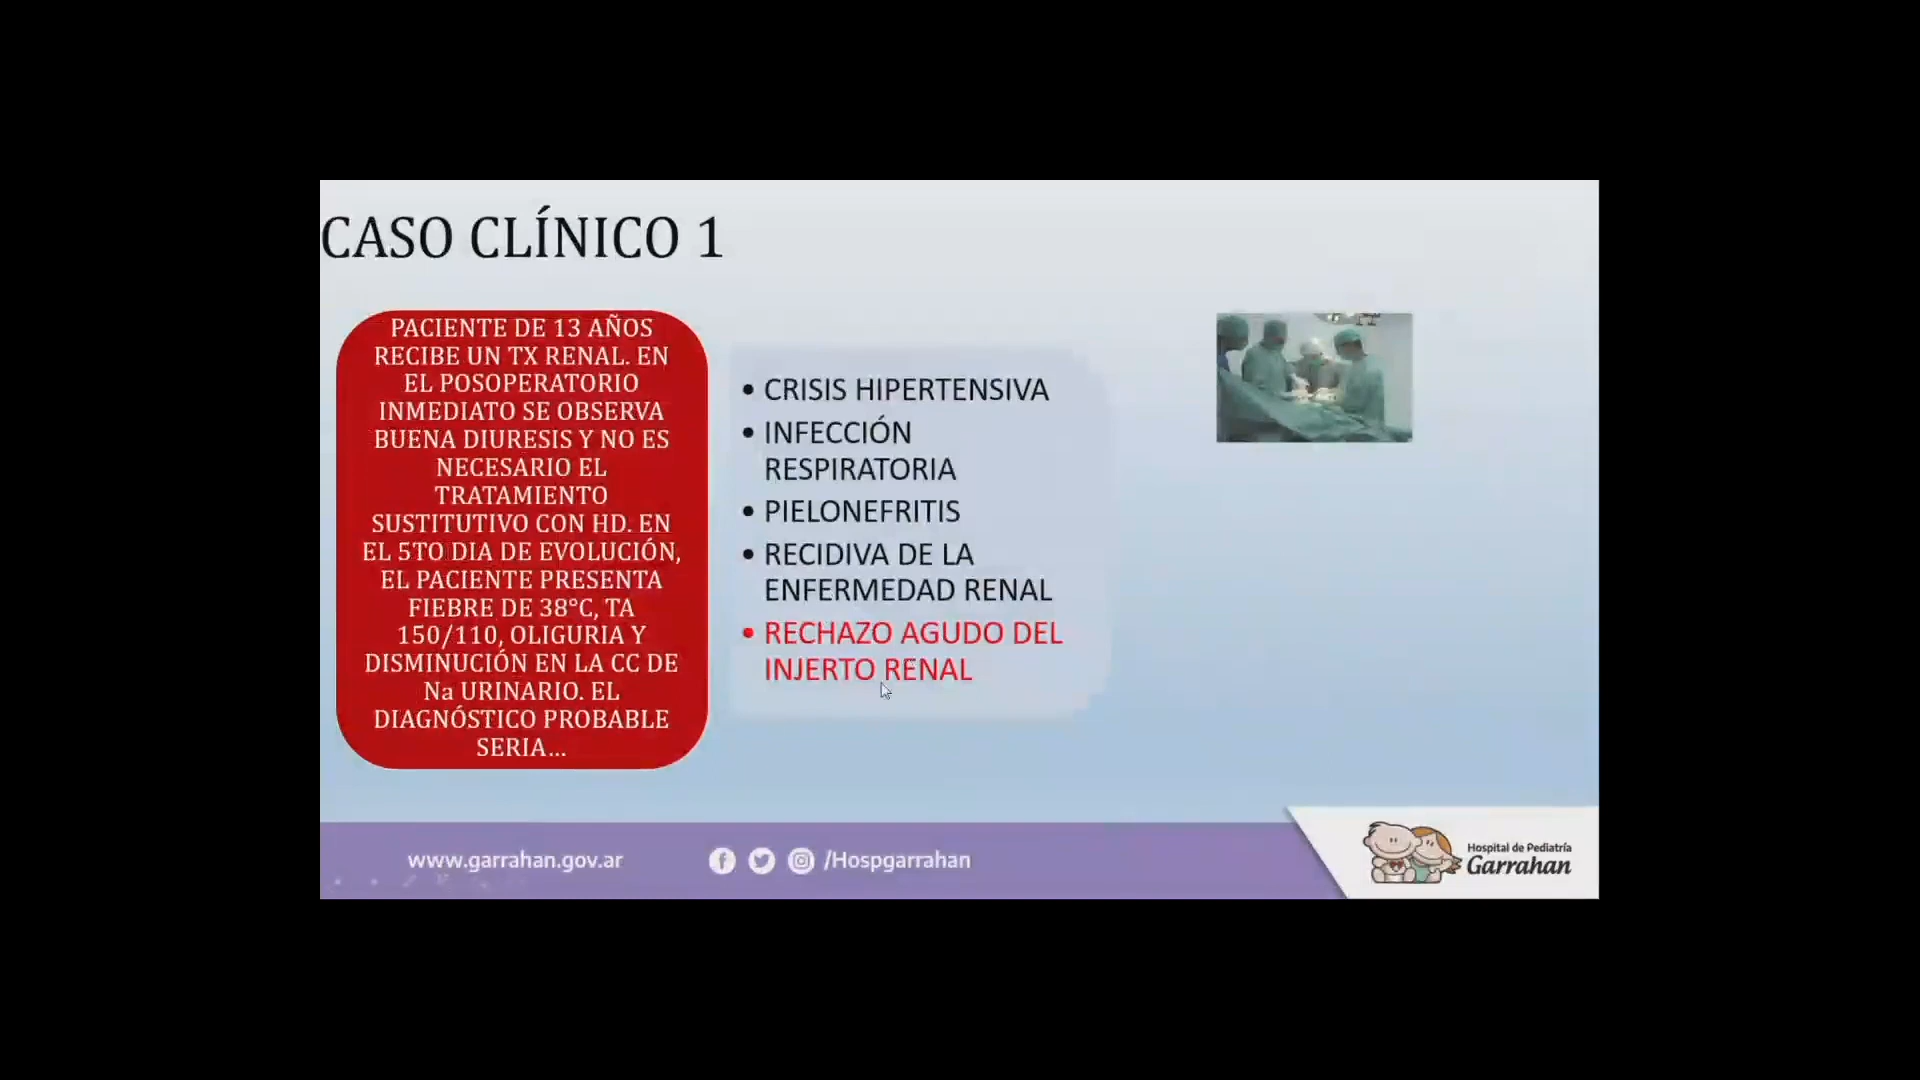 CASO CLÍNICO 1
PACIENTE DE 13 AÑOS
RECIBE UN TX RENAL. EN
EL POSOPERATORIO
INMEDIATO SE OBSERVA
BUENA DIURESIS Y NO ES
NECESARIO EL
TRATAMIENTO
SUSTITUTIVO CON HD. EN
EL 5TO DIA DE EVOLUCIÓN,
EL PACIENTE PRESENTA
FIEBRE DE 38°C, TA
150/110, OLIGURIA Y
DISMINUCIÓN EN LA CC DE
Na URINARIO. EL
DIAGNÓSTICO PROBABLE
SERIA...
• CRISIS HIPERTENSIVA
• INFECCIÓN
RESPIRATORIA
• PIELONEFRITIS
• RECIDIVA DE LA
ENFERMEDAD RENAL
• RECHAZO AGUDO DEL
INJERTO RENAL
www.garrahan.gov.ar
/Hospgarrahan
Hospital de Pediatría
Garrahan